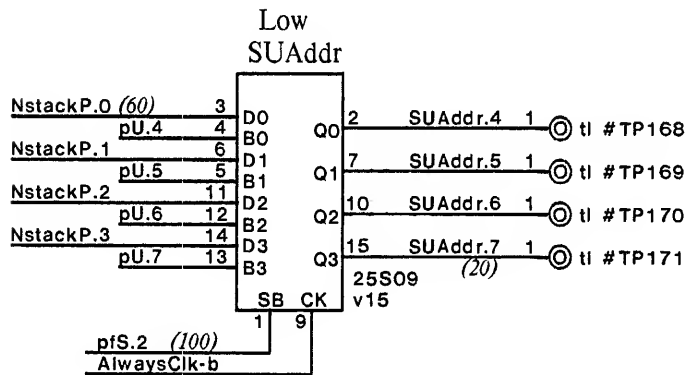 Low
SUAddr
NstackP.0 (60) 3 D0
pU.4 4 B0
Q0 2 SUAddr.4 1 tl #TP168
NstackP.1 6 D1
pU.5 5 B1
Q1 7 SUAddr.5 1 tl #TP169
NstackP.2 11 D2
pU.6 12 B2
Q2 10 SUAddr.6 1 tl #TP170
NstackP.3 14 D3
pU.7 13 B3
Q3 15 SUAddr.7 1 tl #TP171
(20)
25S09
v15
SB CK
1 9
pfS.2 (100)
AlwaysClk-b